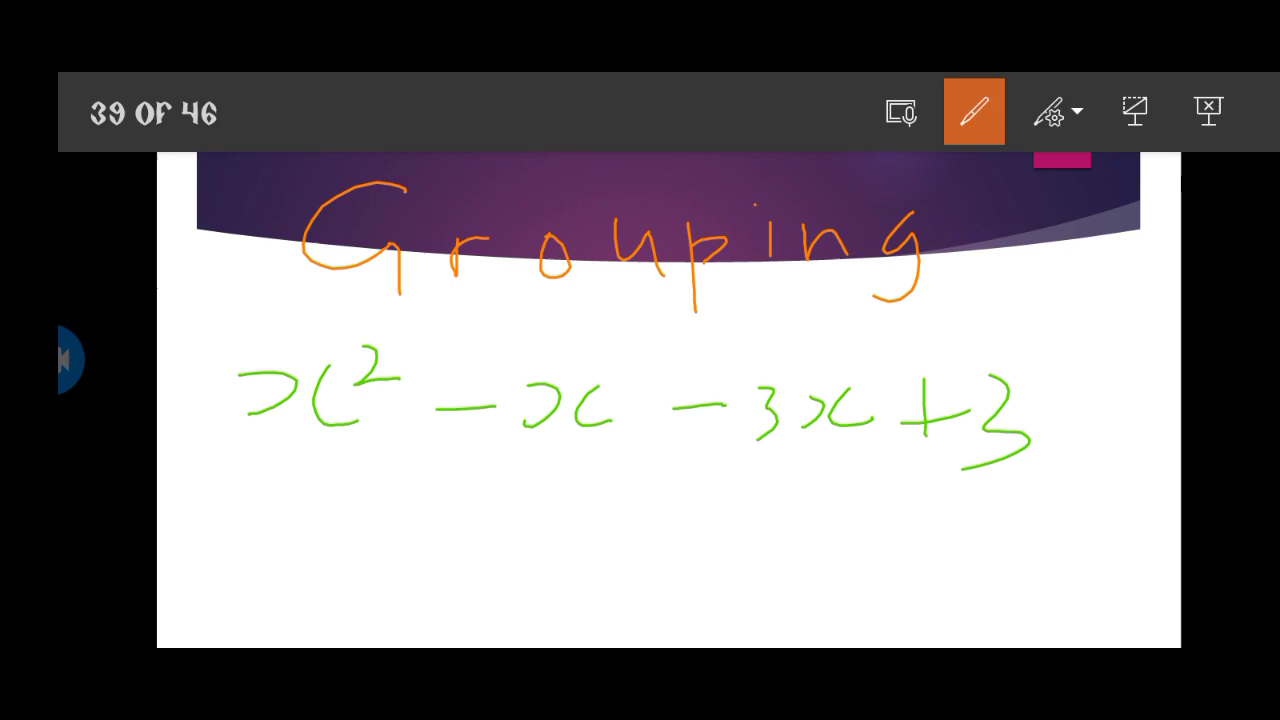 39 OF 46
Grouping
x² - x - 3x + 3